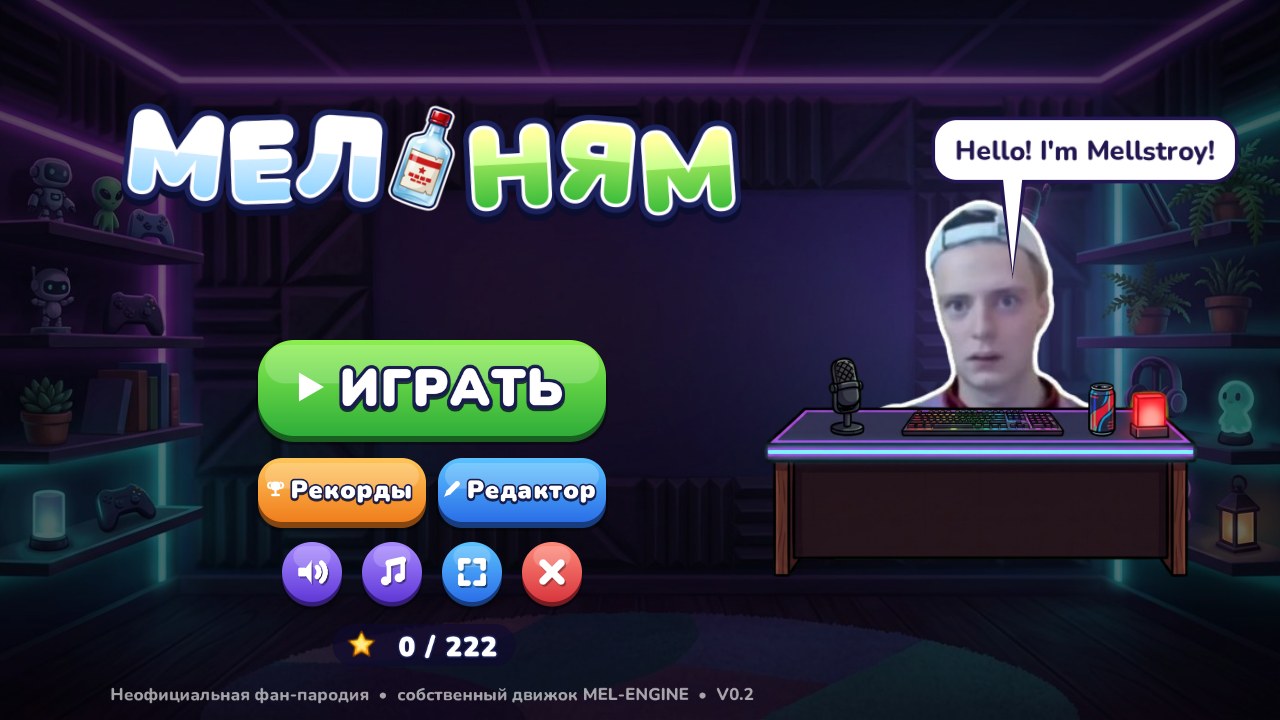 МЕЛ НЯМ
Hello! I'm Mellstroy!
ИГРАТЬ
Рекорды
Редактор
0 / 222
Неофициальная фан-пародия • собственный движок MEL-ENGINE • V0.2